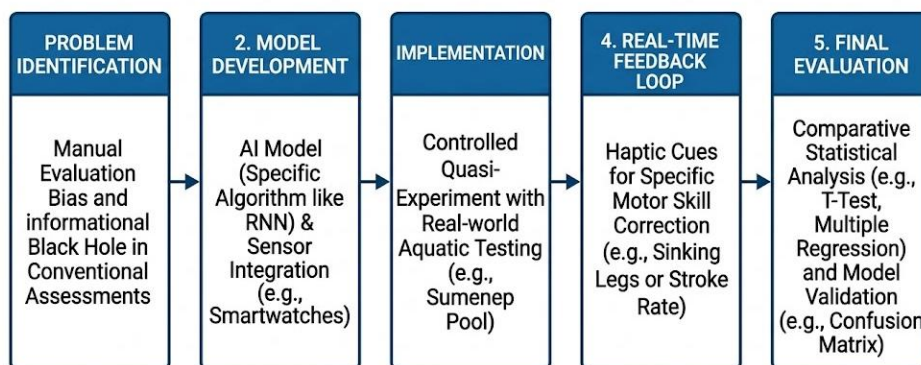 PROBLEM
IDENTIFICATION
Manual
Evaluation
Bias and
informational
Black Hole in
Conventional
Assessments
2. MODEL
DEVELOPMENT
AI Model
(Specific
Algorithm like
RNN) &
Sensor
Integration
(e.g.,
Smartwatches)
IMPLEMENTATION
Controlled
Quasi-
Experiment with
Real-world
Aquatic Testing
(e.g.,
Sumenep
Pool)
4. REAL-TIME
FEEDBACK
LOOP
Haptic Cues
for Specific
Motor Skill
Correction
(e.g., Sinking
Legs or Stroke
Rate)
5. FINAL
EVALUATION
Comparative
Statistical
Analysis (e.g.,
T-Test,
Multiple
Regression)
and Model
Validation
(e.g., Confusion
Matrix)